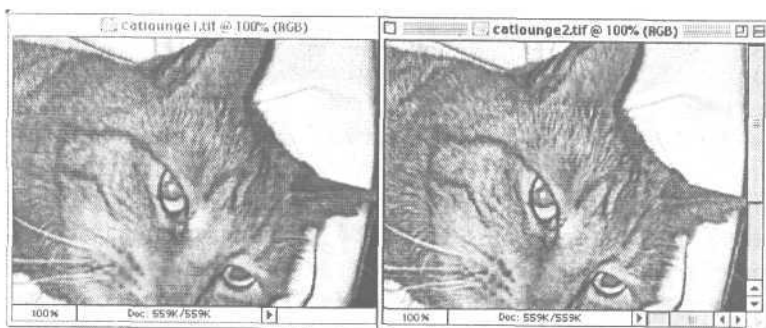 catlounge1.tif @ 100% (RGB)
catlounge2.tif @ 100% (RGB)
100%
Doc: 559K/559K
100%
Doc: 559K/559K